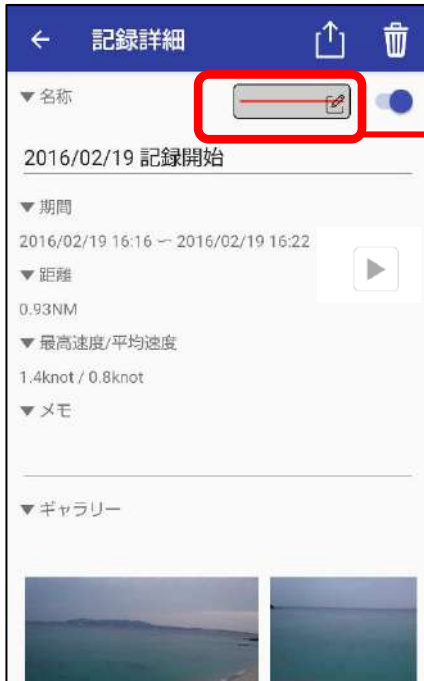 記録詳細
▼名称
2016/02/19 記録開始
▼期間
2016/02/19 16:16 ~ 2016/02/19 16:22
▼距離
0.93NM
▼最高速度/平均速度
1.4knot / 0.8knot
▼メモ
▼ギャラリー